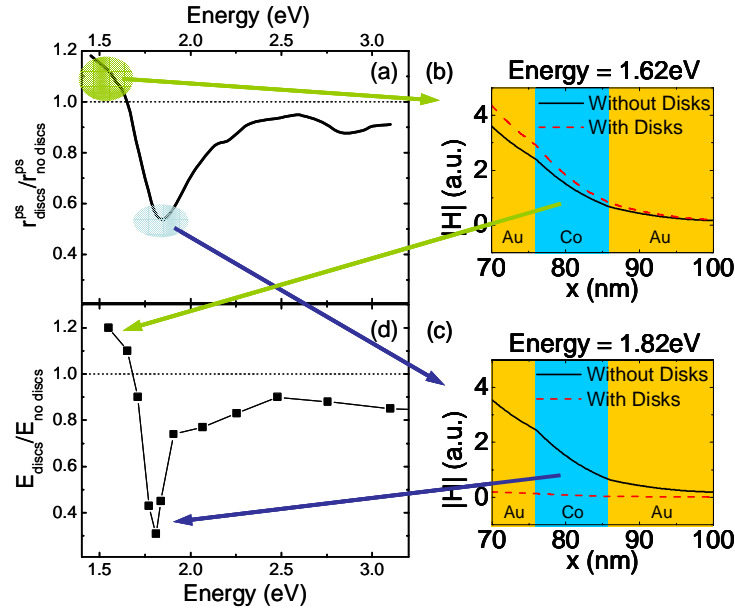 Energy (eV)
1.5 2.0 2.5 3.0
1.2
1.0
0.8
0.6
0.4
r^ps_discs/r^ps_no discs
(a)
(b)
Energy = 1.62eV
Without Disks
With Disks
4
2
0
|H| (a.u.)
Au Co Au
70 80 90 100
x (nm)
(d)
1.2
1.0
0.8
0.6
0.4
E_discs/E_no discs
1.5 2.0 2.5 3.0
Energy (eV)
(c)
Energy = 1.82eV
Without Disks
With Disks
4
2
0
|H| (a.u.)
Au Co Au
70 80 90 100
x (nm)